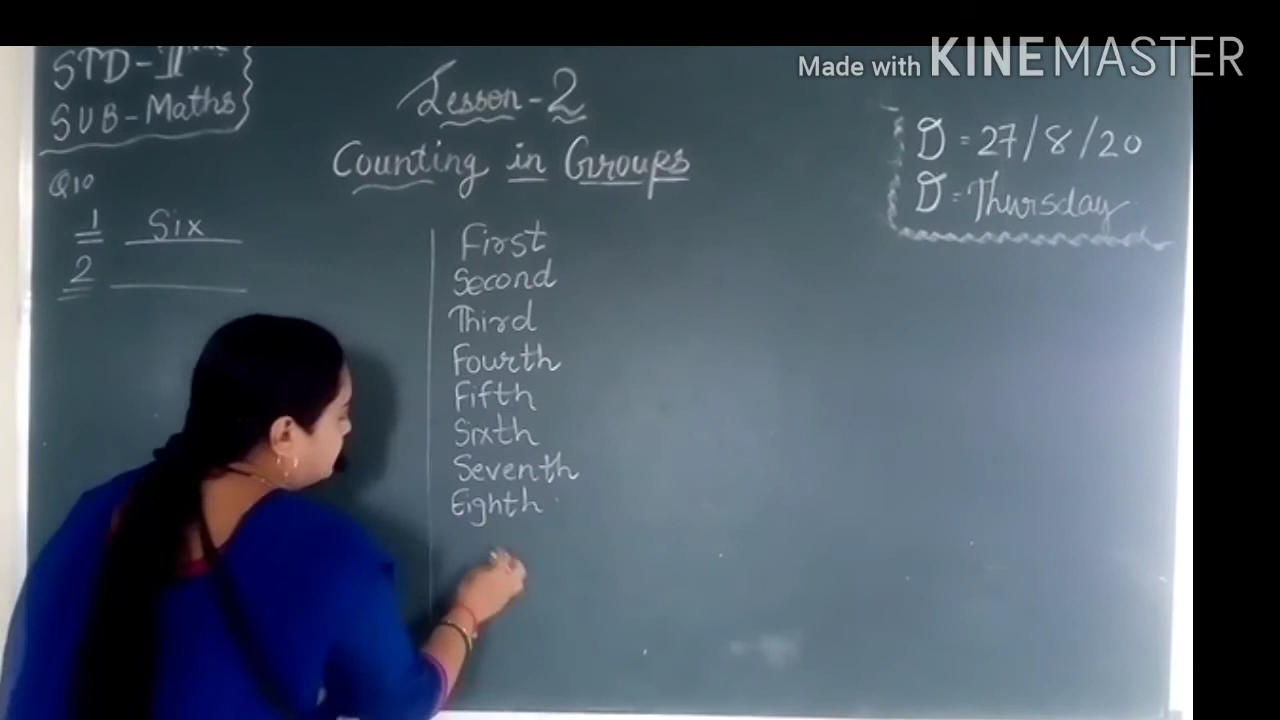 Made with KINEMASTER
STD-II
SUB-Maths
Lesson-2
Counting in Groups
D=27/8/20
D=Thursday
Q10
1 Six
2
First
Second
Third
Fourth
Fifth
Sixth
Seventh
Eighth